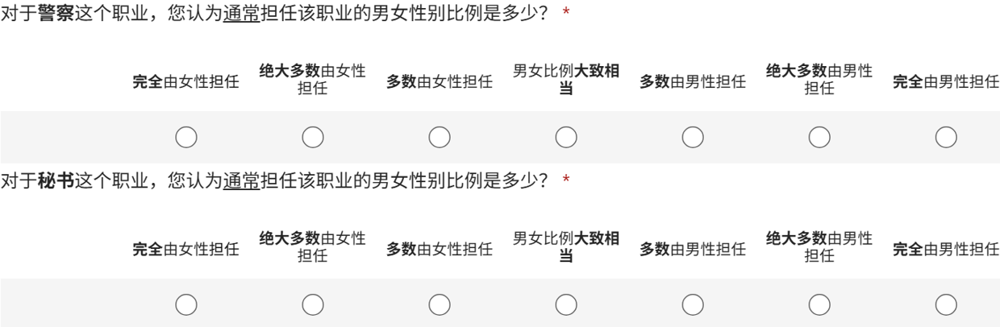 对于警察这个职业，您认为通常担任该职业的男女性别比例是多少？ *
完全由女性担任 绝大多数由女性担任 多数由女性担任 男女比例大致相当 多数由男性担任 绝大多数由男性担任 完全由男性担任
对于秘书这个职业，您认为通常担任该职业的男女性别比例是多少？ *
完全由女性担任 绝大多数由女性担任 多数由女性担任 男女比例大致相当 多数由男性担任 绝大多数由男性担任 完全由男性担任